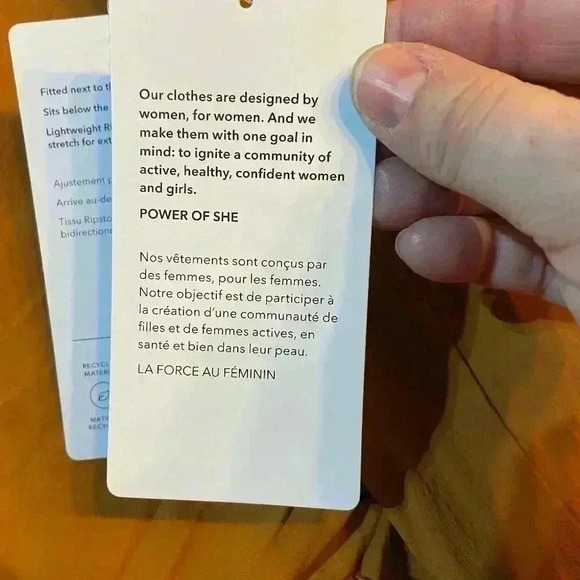 Our clothes are designed by
women, for women. And we
make them with one goal in
mind: to ignite a community of
active, healthy, confident women
and girls.
POWER OF SHE
Nos vêtements sont conçus par
des femmes, pour les femmes.
Notre objectif est de participer à
la création d'une communauté de
filles et de femmes actives, en
santé et bien dans leur peau.
LA FORCE AU FÉMININ
Fitted next to
Sits below the
Lightweight
stretch for
Ajustement
Arrive
Tissu